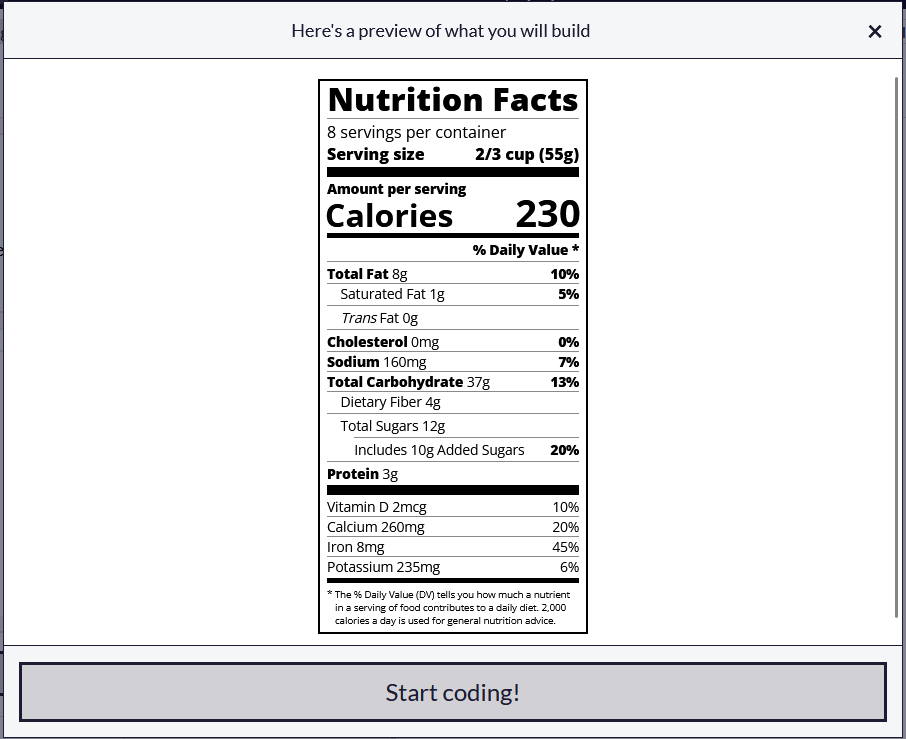 Here's a preview of what you will build
×
Nutrition Facts
8 servings per container
Serving size 2/3 cup (55g)
Amount per serving
Calories 230
% Daily Value *
Total Fat 8g 10%
Saturated Fat 1g 5%
Trans Fat 0g
Cholesterol 0mg 0%
Sodium 160mg 7%
Total Carbohydrate 37g 13%
Dietary Fiber 4g
Total Sugars 12g
Includes 10g Added Sugars 20%
Protein 3g
Vitamin D 2mcg 10%
Calcium 260mg 20%
Iron 8mg 45%
Potassium 235mg 6%
* The % Daily Value (DV) tells you how much a nutrient
in a serving of food contributes to a daily diet. 2,000
calories a day is used for general nutrition advice.
Start coding!